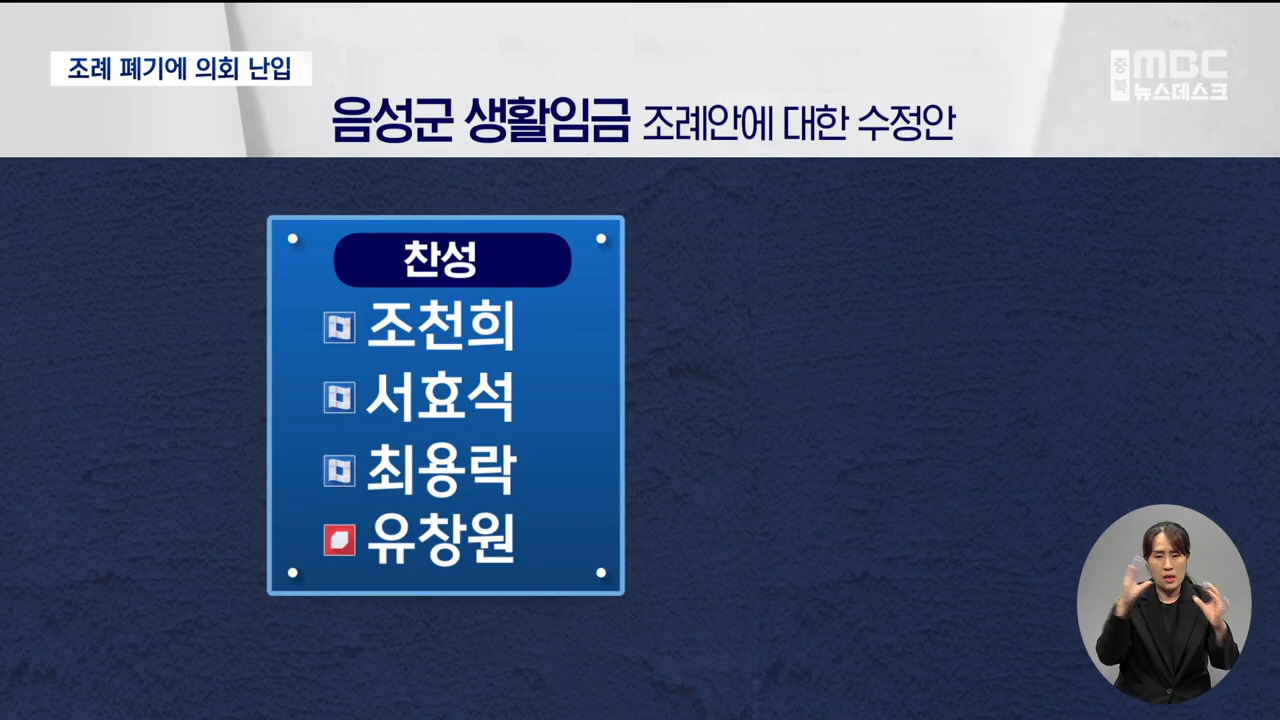 조례 폐기에 의회 난입
충북 MBC 뉴스데스크
음성군 생활임금 조례안에 대한 수정안
찬성
조천희
서효석
최용락
유창원